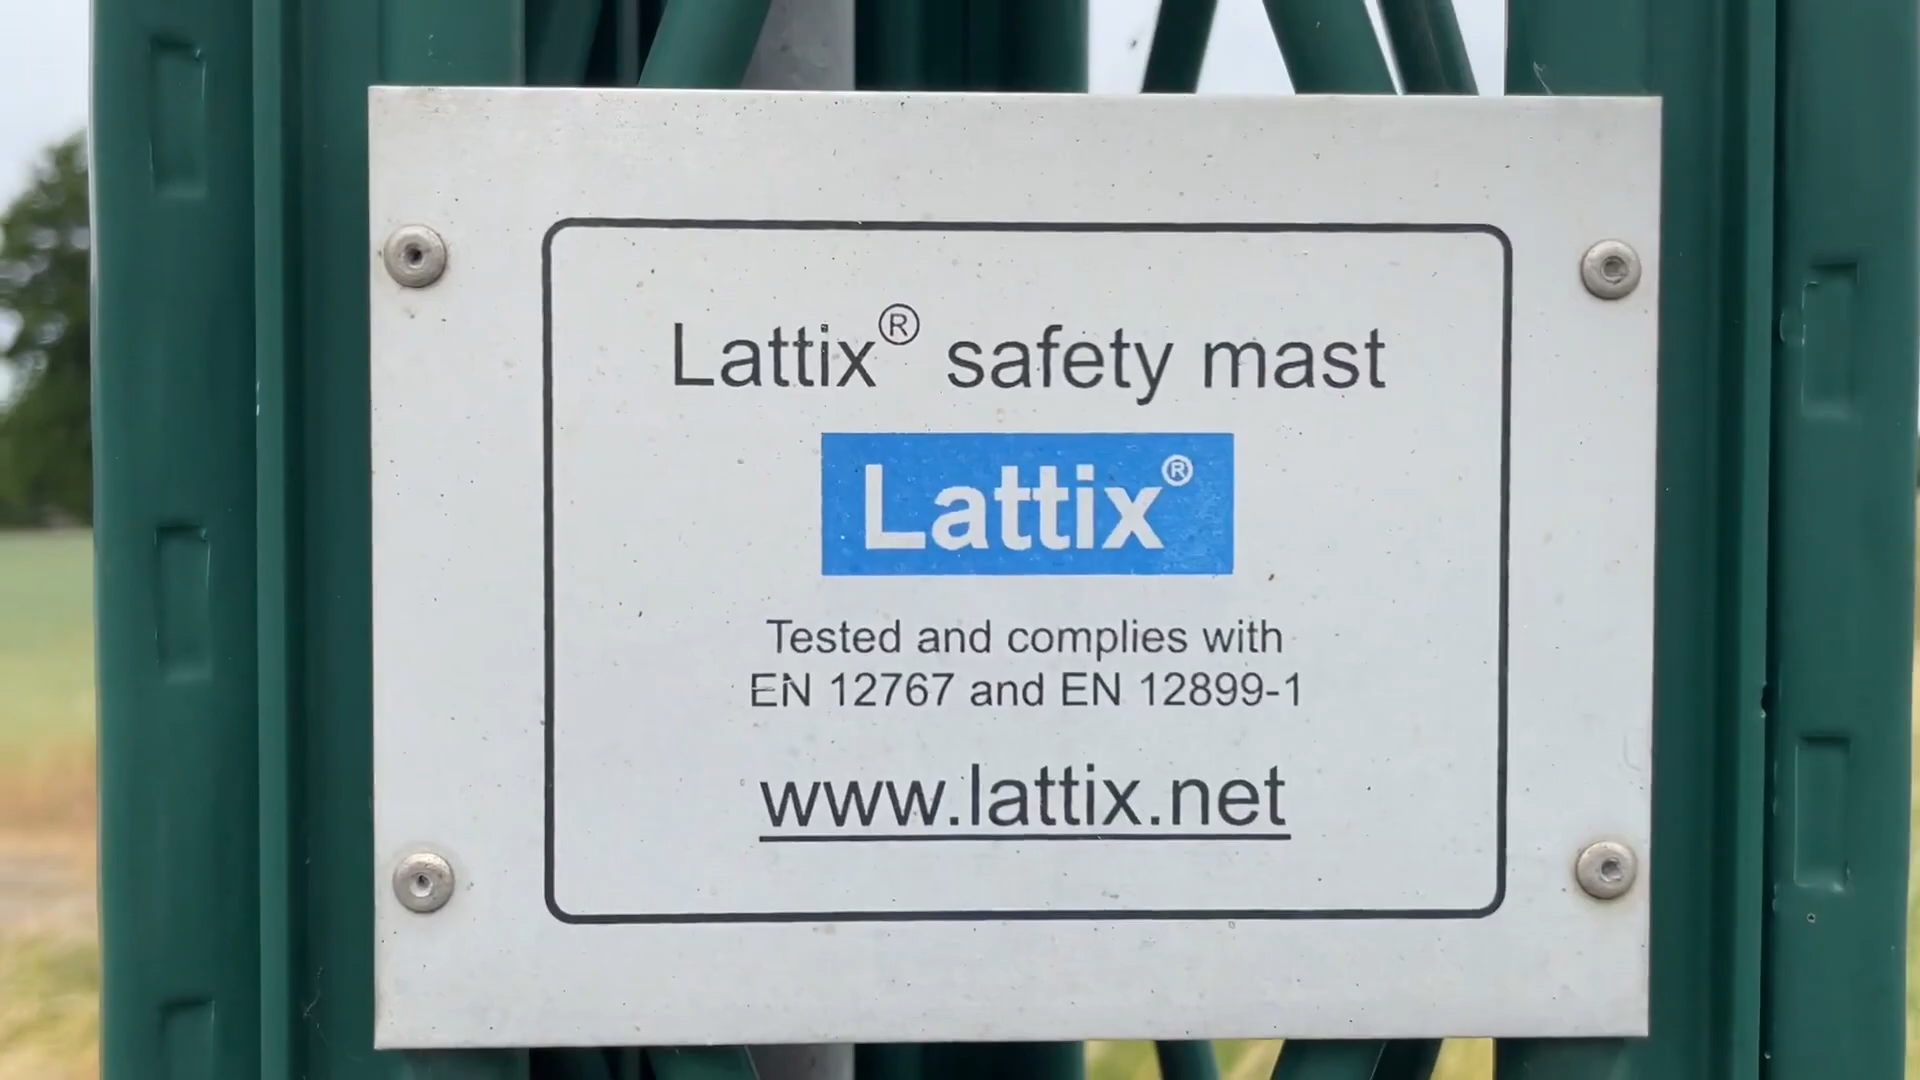 Lattix® safety mast
Lattix®
Tested and complies with
EN 12767 and EN 12899-1
www.lattix.net